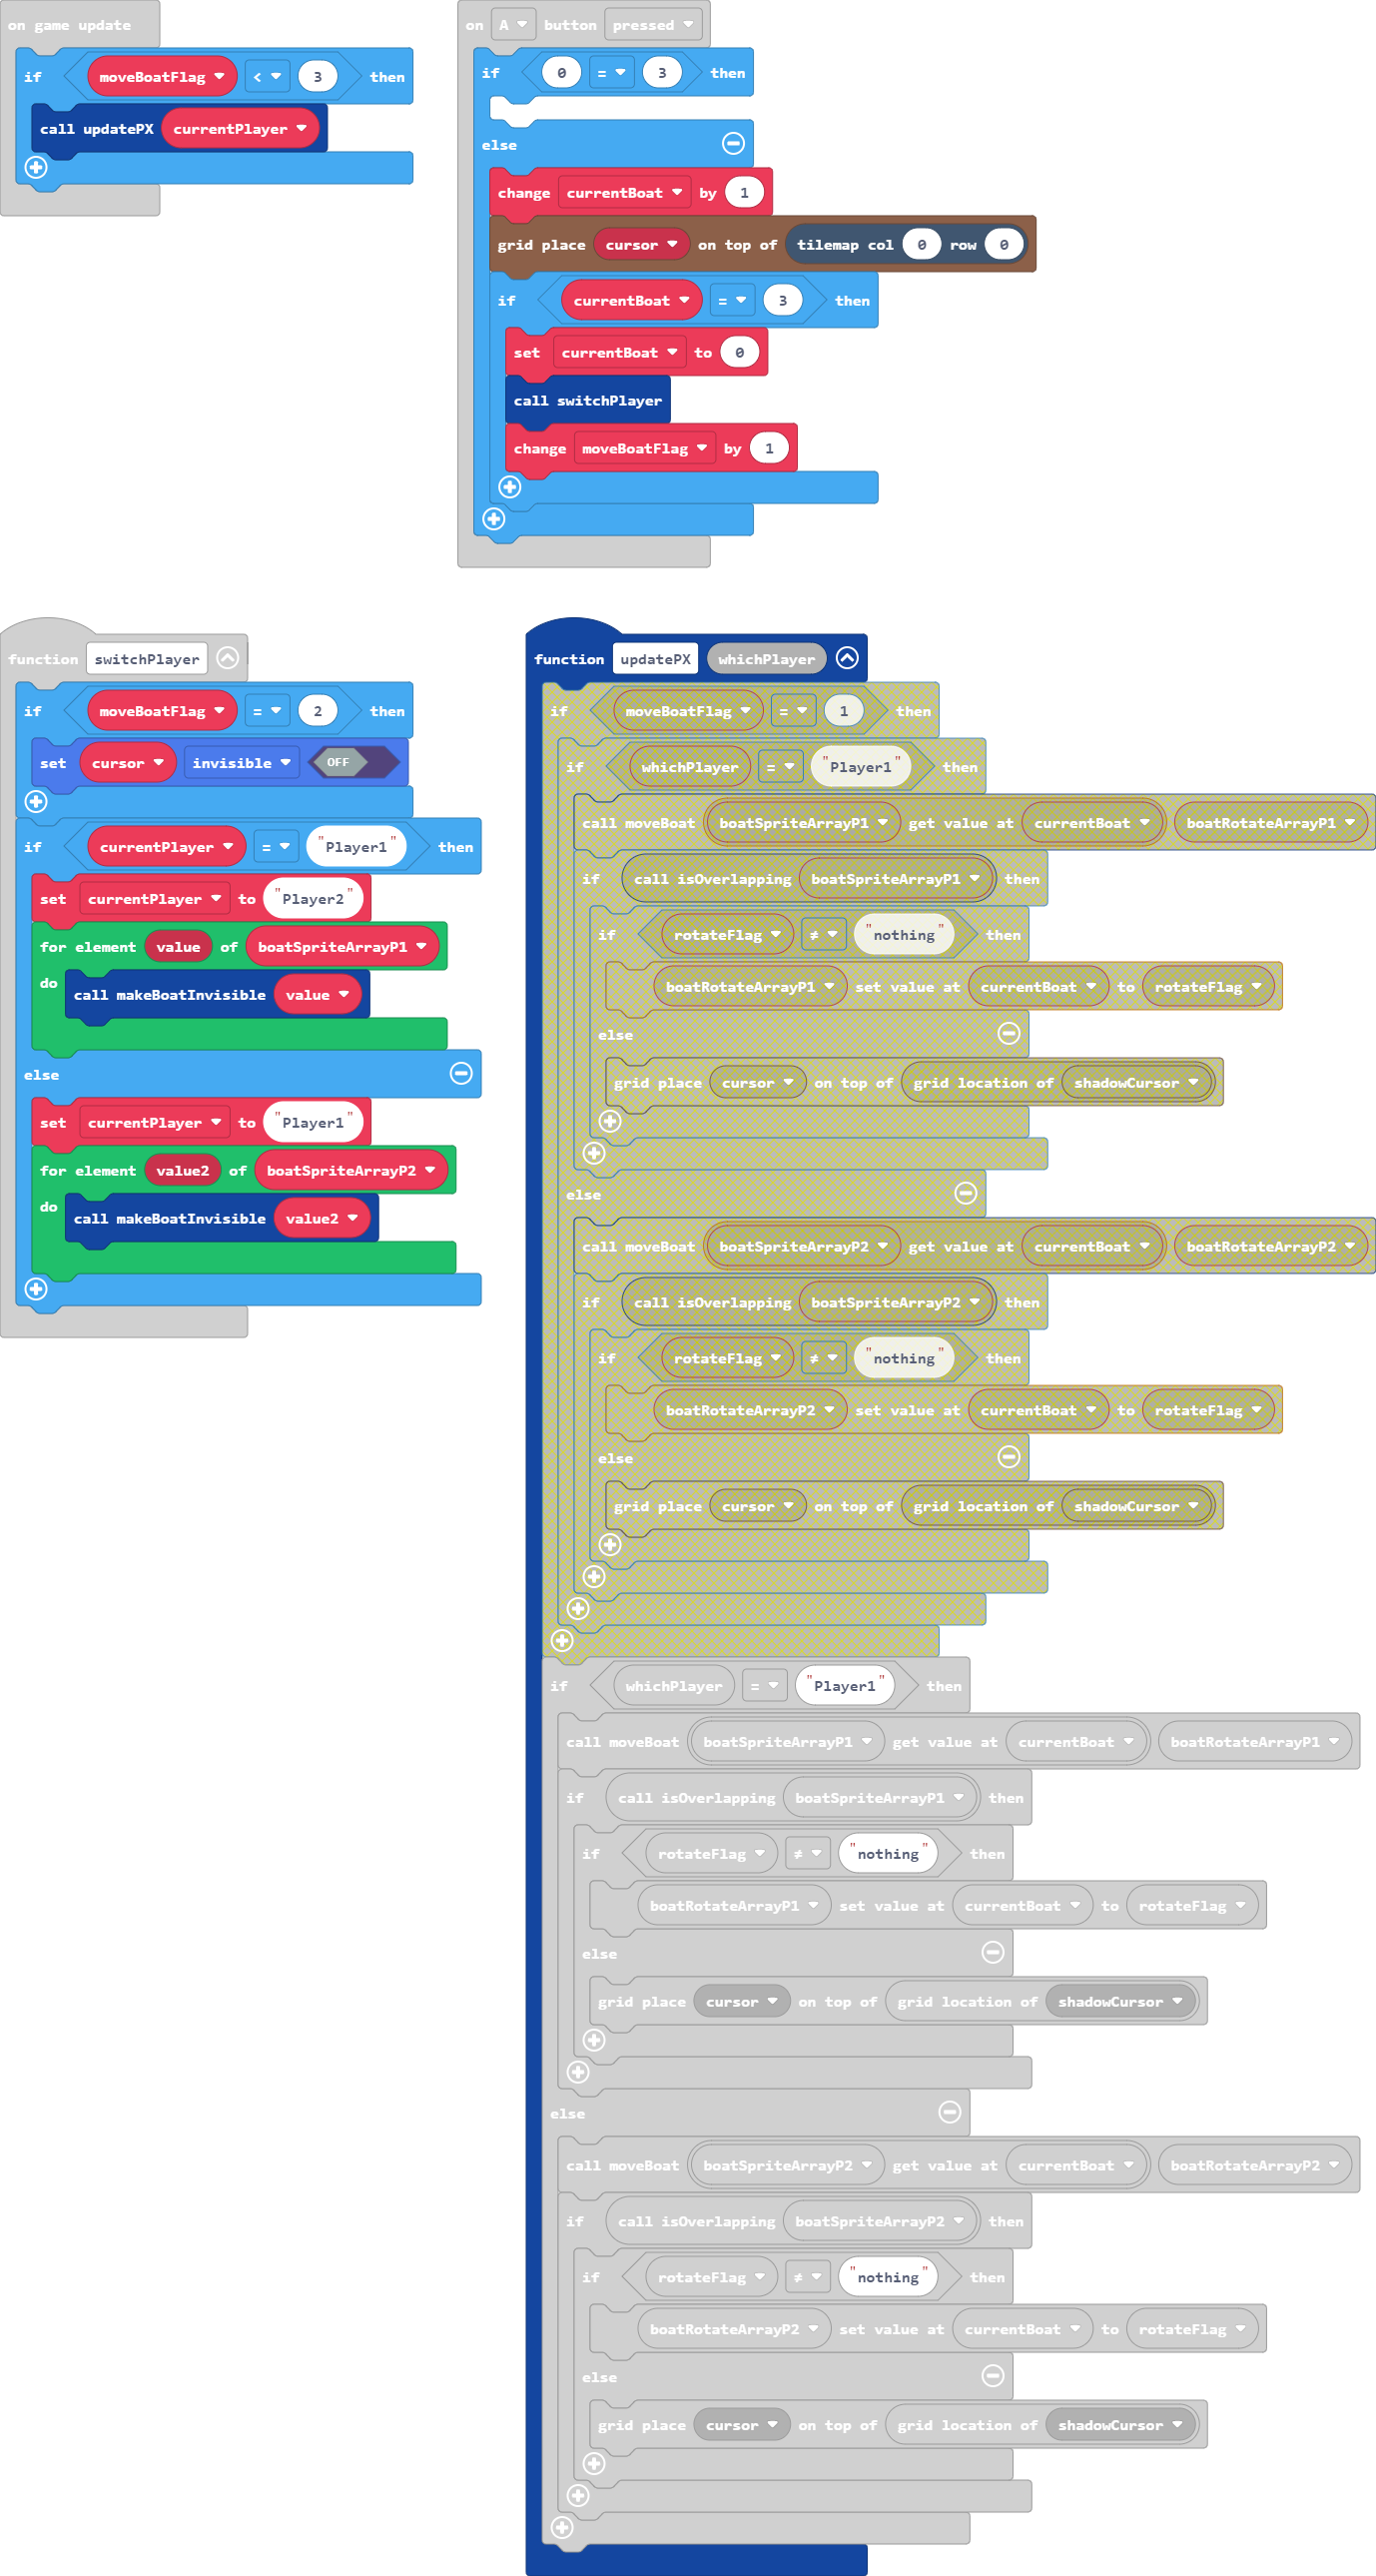 on game update
if moveBoatFlag < 3 then
call updatePX currentPlayer
on A button pressed
if 0 = 3 then
else
change currentBoat by 1
grid place cursor on top of tilemap col 0 row 0
if currentBoat = 3 then
set currentBoat to 0
call switchPlayer
change moveBoatFlag by 1
function switchPlayer
if moveBoatFlag = 2 then
set cursor invisible OFF
if currentPlayer = "Player1" then
set currentPlayer to "Player2"
for element value of boatSpriteArrayP1
do call makeBoatInvisible value
else
set currentPlayer to "Player1"
for element value2 of boatSpriteArrayP2
do call makeBoatInvisible value2
function updatePX whichPlayer
if moveBoatFlag = 1 then
if whichPlayer = "Player1" then
call moveBoat boatSpriteArrayP1 get value at currentBoat boatRotateArrayP1
if call isOverlapping boatSpriteArrayP1 then
if rotateFlag ≠ "nothing" then
boatRotateArrayP1 set value at currentBoat to rotateFlag
else
grid place cursor on top of grid location of shadowCursor
else
call moveBoat boatSpriteArrayP2 get value at currentBoat boatRotateArrayP2
if call isOverlapping boatSpriteArrayP2 then
if rotateFlag ≠ "nothing" then
boatRotateArrayP2 set value at currentBoat to rotateFlag
else
grid place cursor on top of grid location of shadowCursor
if whichPlayer = "Player1" then
call moveBoat boatSpriteArrayP1 get value at currentBoat boatRotateArrayP1
if call isOverlapping boatSpriteArrayP1 then
if rotateFlag ≠ "nothing" then
boatRotateArrayP1 set value at currentBoat to rotateFlag
else
grid place cursor on top of grid location of shadowCursor
else
call moveBoat boatSpriteArrayP2 get value at currentBoat boatRotateArrayP2
if call isOverlapping boatSpriteArrayP2 then
if rotateFlag ≠ "nothing" then
boatRotateArrayP2 set value at currentBoat to rotateFlag
else
grid place cursor on top of grid location of shadowCursor